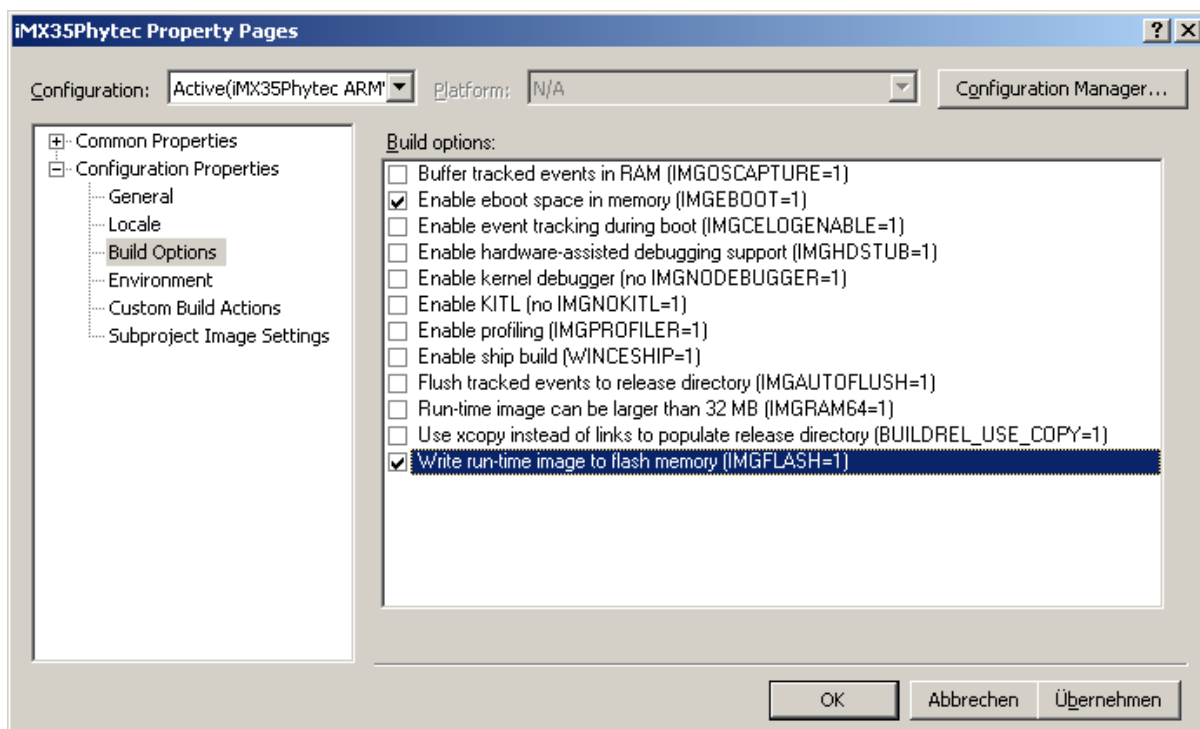 iMX35Phytec Property Pages
Configuration: Active(iMX35Phytec ARM' Platform: N/A Configuration Manager...
Common Properties
Configuration Properties
General
Locale
Build Options
Environment
Custom Build Actions
Subproject Image Settings
Build options:
Buffer tracked events in RAM (IMGOSCAPTURE=1)
Enable eboot space in memory (IMGEBOOT=1)
Enable event tracking during boot (IMGCELOGENABLE=1)
Enable hardware-assisted debugging support (IMGHDSTUB=1)
Enable kernel debugger (no IMGNODEBUGGER=1)
Enable KITL (no IMGNOKITL=1)
Enable profiling (IMGPROFILER=1)
Enable ship build (WINCESHIP=1)
Flush tracked events to release directory (IMGAUTOFLUSH=1)
Run-time image can be larger than 32 MB (IMGRAM64=1)
Use xcopy instead of links to populate release directory (BUILDREL_USE_COPY=1)
Write run-time image to flash memory (IMGFLASH=1)
OK Abbrechen Übernehmen